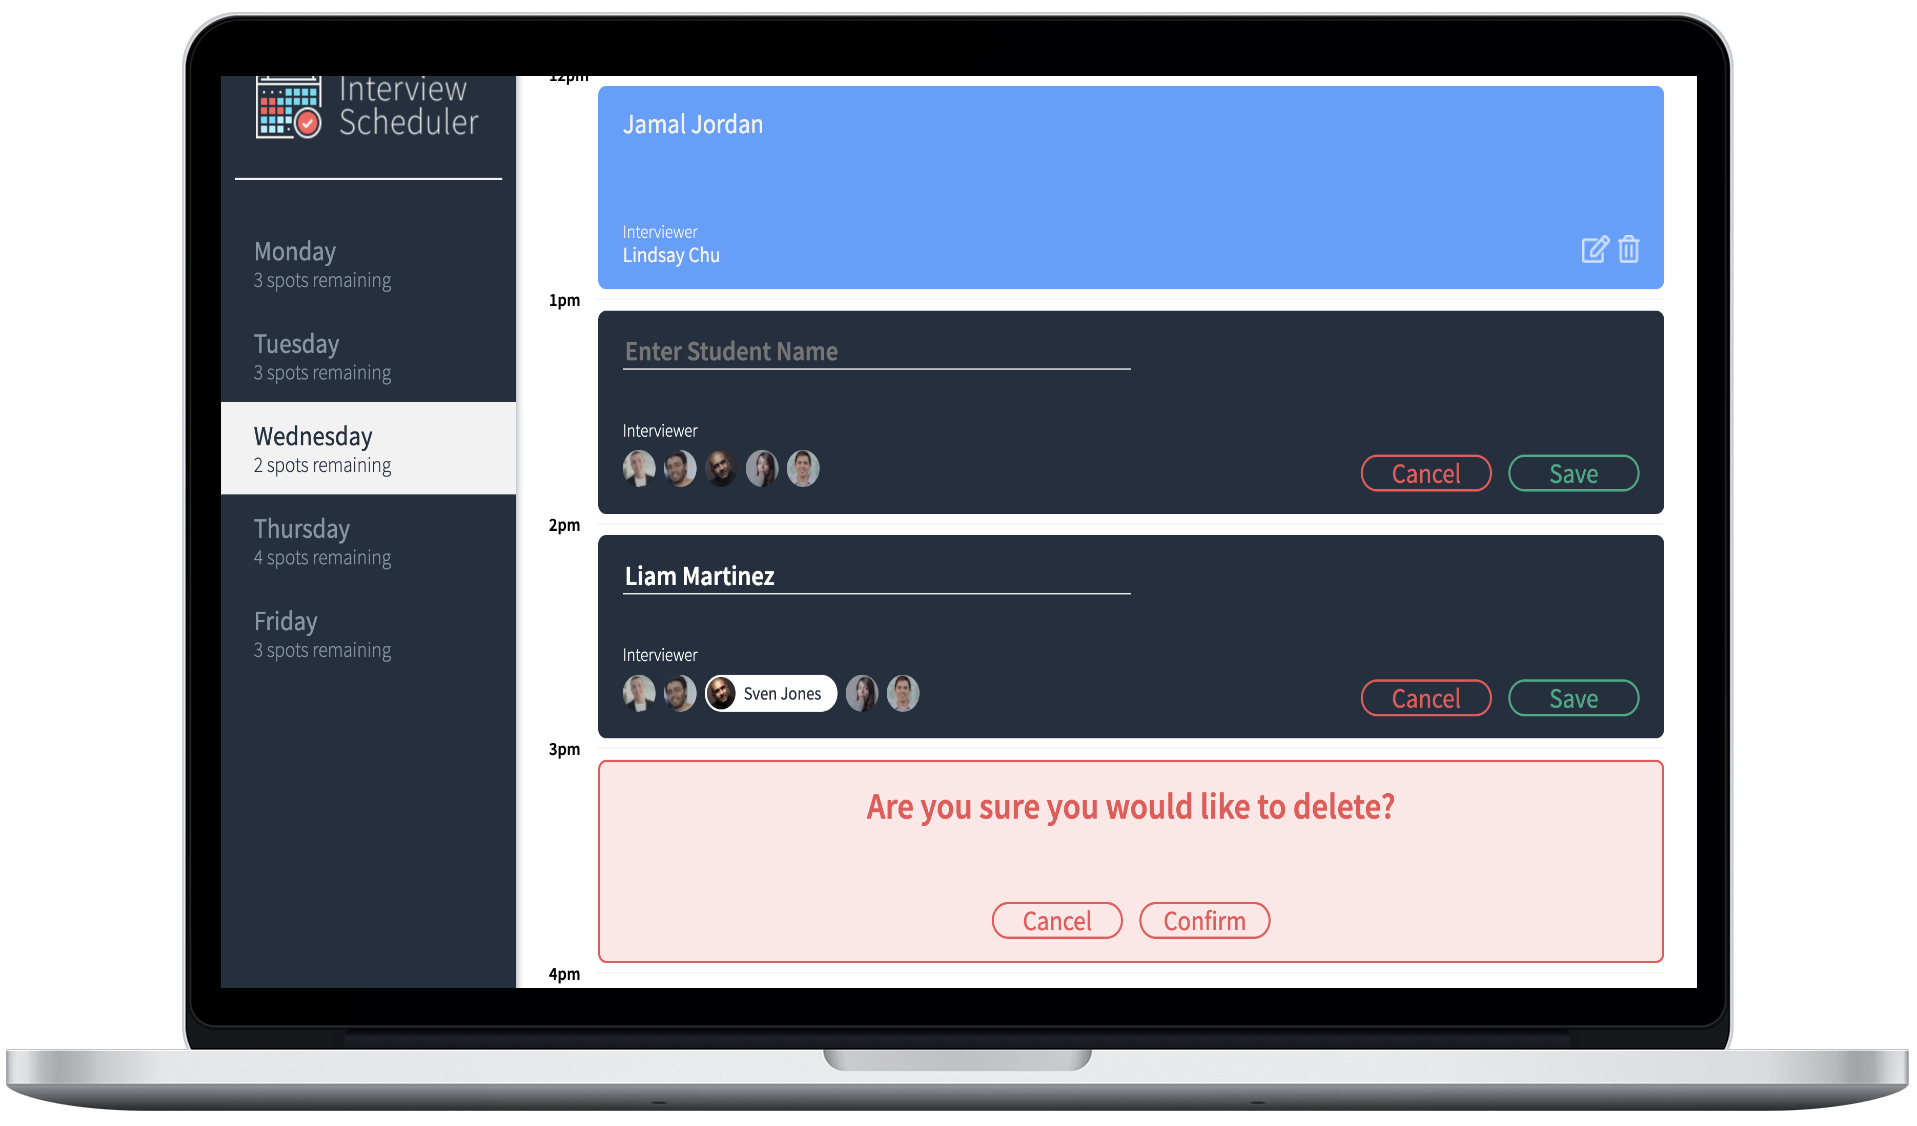 Interview
Scheduler
Monday
3 spots remaining
Tuesday
3 spots remaining
Wednesday
2 spots remaining
Thursday
4 spots remaining
Friday
3 spots remaining
12pm
Jamal Jordan
Interviewer
Lindsay Chu
1pm
Enter Student Name
Interviewer
Cancel Save
2pm
Liam Martinez
Interviewer
Sven Jones
Cancel Save
3pm
Are you sure you would like to delete?
Cancel Confirm
4pm